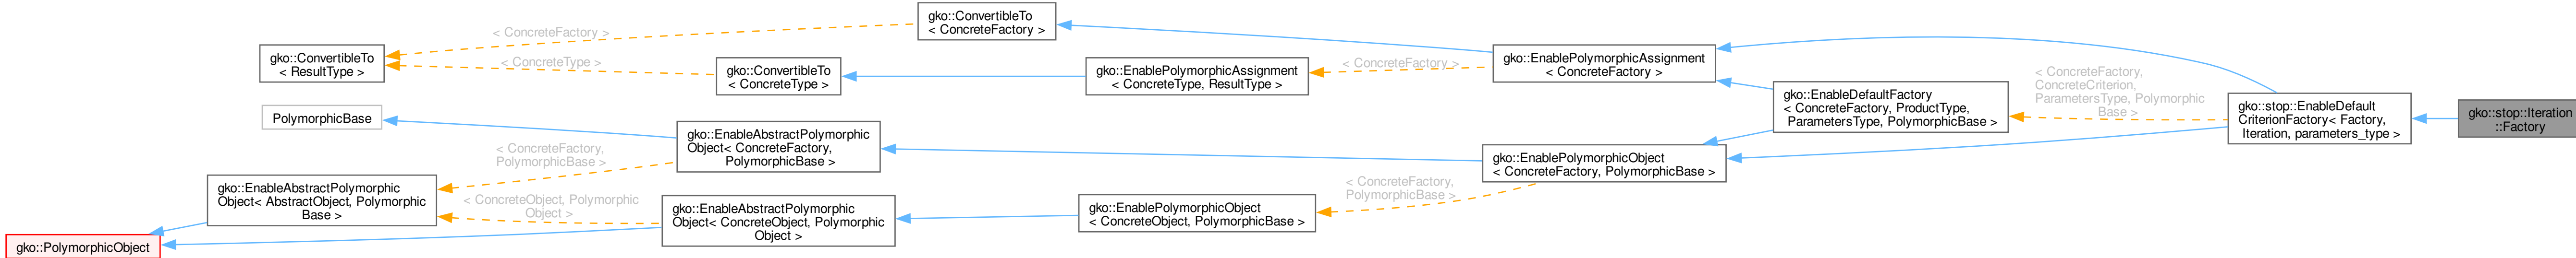 gko::ConvertibleTo
< ConcreteFactory >
< ConcreteFactory >
gko::ConvertibleTo
< ResultType >
< ConcreteType >
gko::ConvertibleTo
< ConcreteType >
gko::EnablePolymorphicAssignment
< ConcreteType, ResultType >
< ConcreteFactory >
gko::EnablePolymorphicAssignment
< ConcreteFactory >
PolymorphicBase
gko::EnableAbstractPolymorphic
Object< ConcreteFactory,
PolymorphicBase >
< ConcreteFactory,
PolymorphicBase >
gko::EnableDefaultFactory
< ConcreteFactory, ProductType,
ParametersType, PolymorphicBase >
< ConcreteFactory,
ConcreteCriterion,
ParametersType, Polymorphic
Base >
gko::stop::EnableDefault
CriterionFactory< Factory,
Iteration, parameters_type >
gko::stop::Iteration
::Factory
gko::EnablePolymorphicObject
< ConcreteFactory, PolymorphicBase >
gko::EnableAbstractPolymorphic
Object< AbstractObject, Polymorphic
Base >
< ConcreteObject, Polymorphic
Object >
gko::EnableAbstractPolymorphic
Object< ConcreteObject, Polymorphic
Object >
gko::EnablePolymorphicObject
< ConcreteObject, PolymorphicBase >
< ConcreteFactory,
PolymorphicBase >
gko::PolymorphicObject